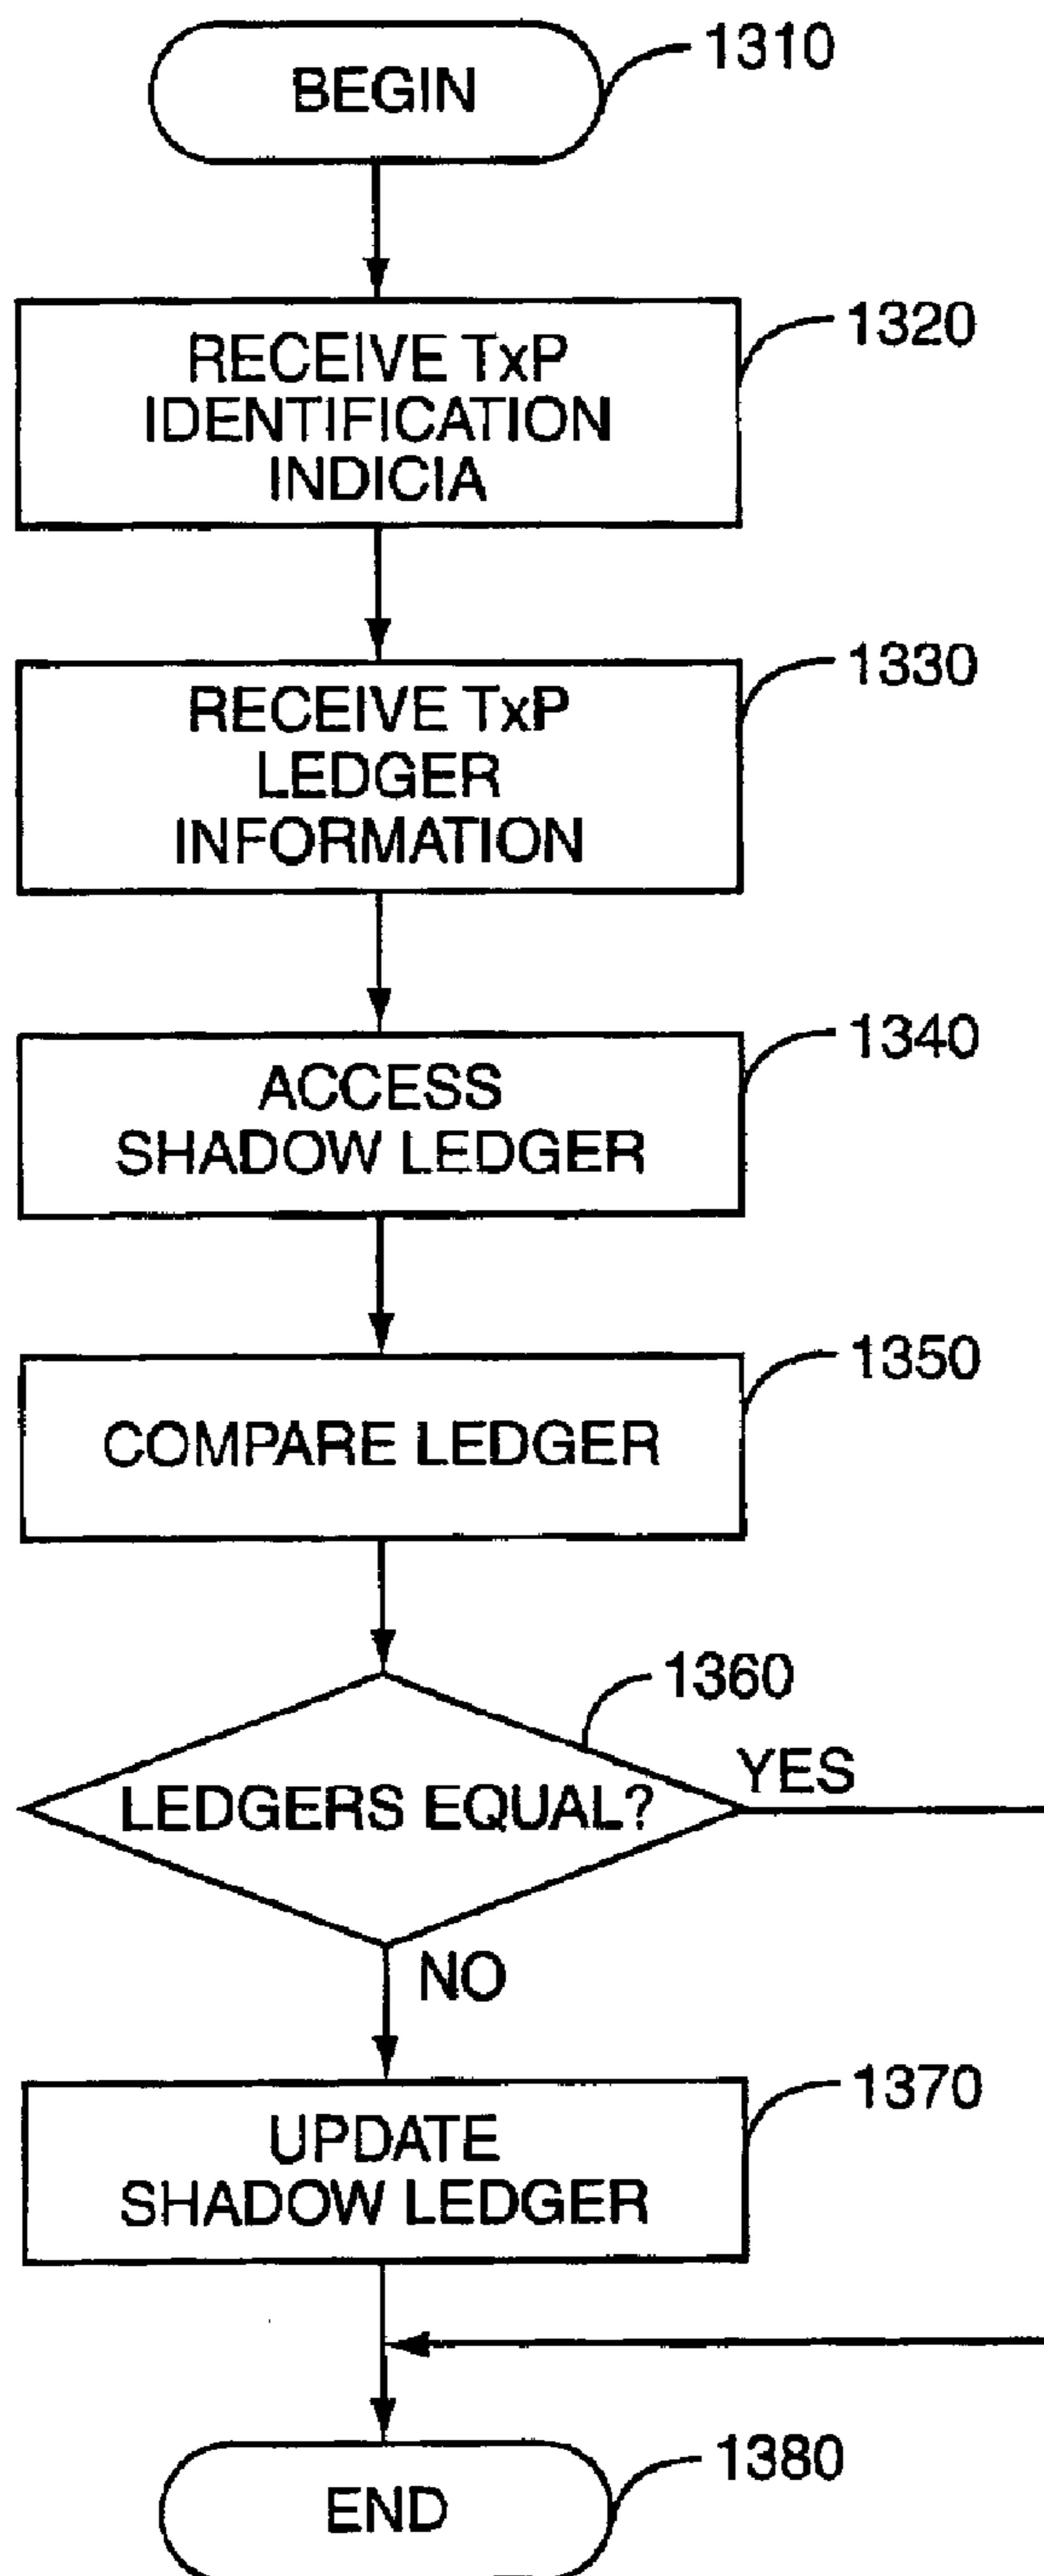 BEGIN
1310
RECEIVE TxP
IDENTIFICATION
INDICIA
1320
RECEIVE TxP
LEDGER
INFORMATION
1330
ACCESS
SHADOW LEDGER
1340
COMPARE LEDGER
1350
LEDGERS EQUAL?
1360
YES
NO
UPDATE
SHADOW LEDGER
1370
END
1380